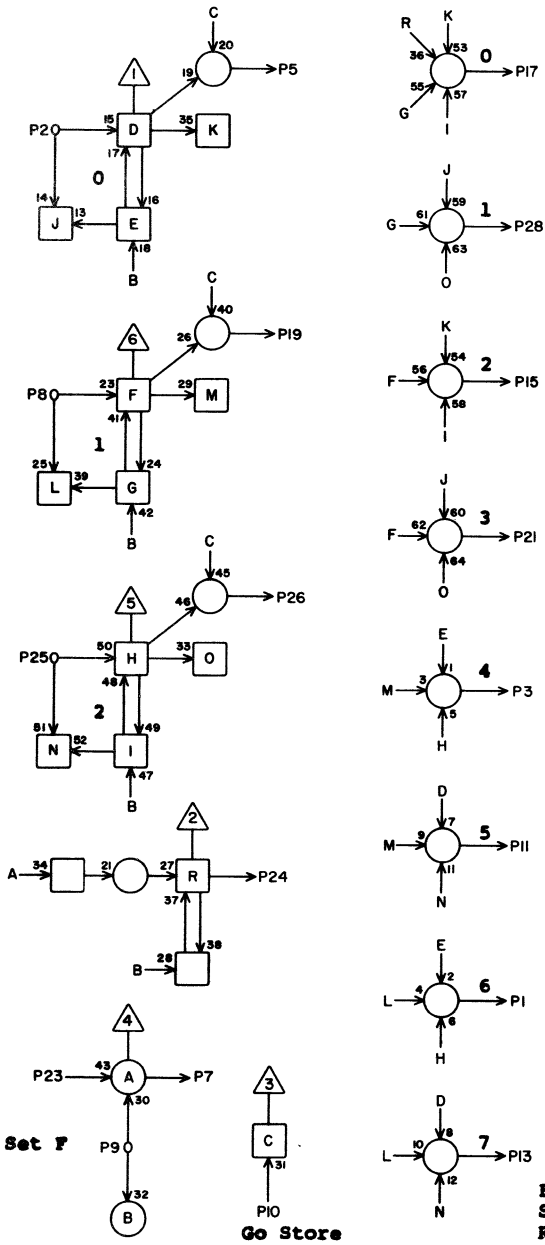 C
20
1
19
P5
P2
15
D
35
K
17
0
14
13
16
J
E
18
B
C
40
6
26
P19
P8
23
F
29
M
41
1
25
39
24
L
G
42
B
C
45
5
46
P26
P25
50
H
33
O
48
2
51
52
49
N
I
47
B
2
A
34
21
27
R
P24
37
38
B
28
4
P23
43
A
P7
30
3
Set F
P9
C
31
32
B
P10
Go Store
R
K
36
53
0
55
P17
57
G
I
J
59
1
G
61
P28
63
O
K
54
2
F
56
P15
58
I
J
60
3
F
62
P21
64
O
E
1
4
M
3
P3
5
H
D
7
5
M
9
P11
11
N
E
2
6
L
4
P1
6
H
D
8
7
L
10
P13
12
N